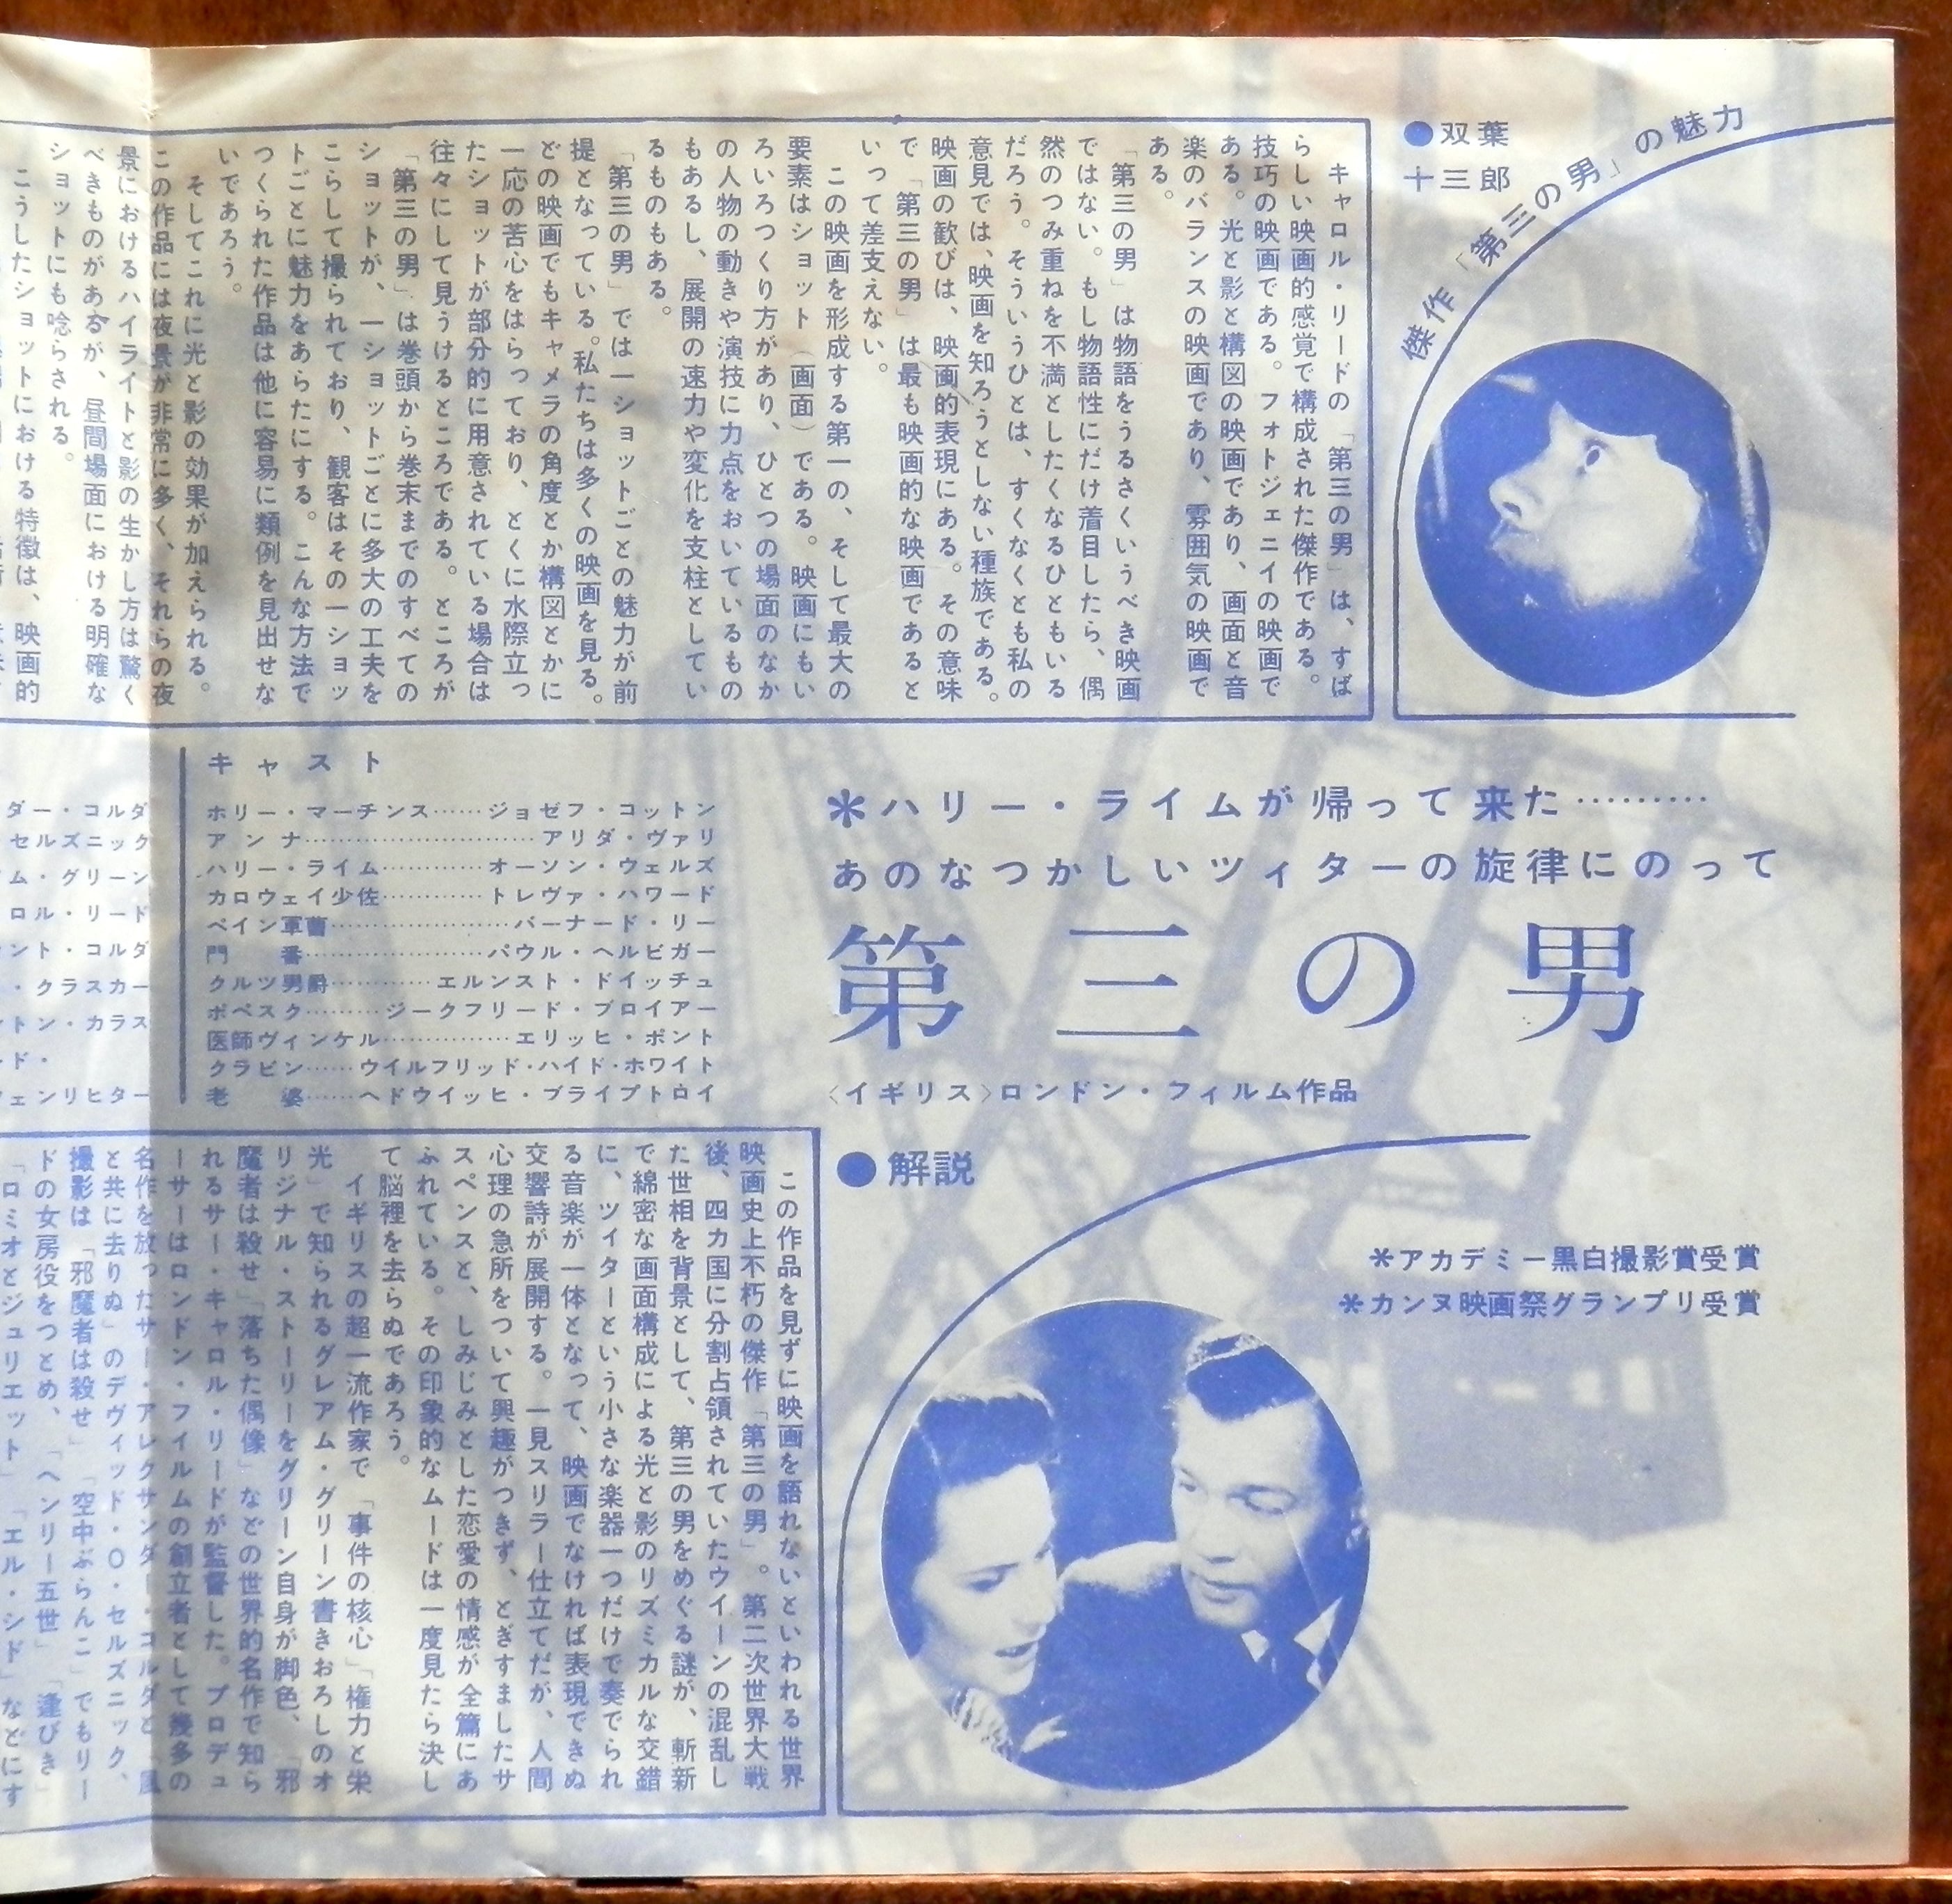 傑作「第三の男」の魅力
●双葉
十三郎
キャロル・リードの「第三の男」は、すば
らしい映画的感覚で構成された傑作である。
技巧の映画である。フォトジェニイの映画で
ある。光と影と構図の映画であり、画面と音
楽のバランスの映画であり、雰囲気の映画で
ある。
「第三の男」は物語をうるさくいうべき映画
ではない。もし物語性にだけ着目したら、偶
然のつみ重ねを不満としたくなるひともいる
だろう。そういうひとは、すくなくとも私の
意見では、映画を知ろうとしない種族である。
映画の歓びは、映画的表現にある。その意味
で「第三の男」は最も映画的な映画であると
いって差支えない。
この映画を形成する第一の、そして最大の
要素はショット（画面）である。映画にもい
ろいろつくり方があり、ひとつの場面のなか
の人物の動きや演技に力点をおいているもの
もあるし、展開の速力や変化を支柱としてい
るものもある。
「第三の男」では一ショットごとの魅力が前
提となっている。私たちは多くの映画を見る。
どの映画でもキャメラの角度とか構図とかに
一応の苦心をはらっており、とくに水際立っ
たショットが部分的に用意されている場合は
往々にして見うけるところである。ところが
「第三の男」は巻頭から巻末までのすべての
ショットが、一ショットごとに多大の工夫を
こらして撮られており、観客はその一ショッ
トごとに魅力をあらたにする。こんな方法で
つくられた作品は他に容易に類例を見出せな
いであろう。
そしてこれに光と影の効果が加えられる。
この作品には夜景が非常に多く、それらの夜
景におけるハイライトと影の生かし方は驚く
べきものがあるが、昼間場面における明確な
ショットにも唸らされる。
こうしたショットにおける特徴は、映画的
＊ハリー・ライムが帰って来た………
あのなつかしいツィターの旋律にのって
第三の男
〈イギリス〉ロンドン・フィルム作品
＊アカデミー黒白撮影賞受賞
＊カンヌ映画祭グランプリ受賞
キャスト
ホリー・マーチンス……ジョゼフ・コットン
アンナ…………………………アリダ・ヴァリ
ハリー・ライム…………オーソン・ウェルズ
カロウェイ少佐…………トレヴァ・ハワード
ペイン軍曹…………………バーナード・リー
門　番…………………パウル・ヘルビガー
クルツ男爵…………エルンスト・ドイッチュ
ポペスク………ジークフリード・ブロイアー
医師ヴィンケル……………エリッヒ・ポント
クラビン……ウイルフリッド・ハイド・ホワイト
老　婆……ヘドウイッヒ・ブライプトロイ
ダー・コルダ
セルズニック
ム・グリーン
ロル・リード
ント・コルダ
・クラスカー
ントン・カラス
ード・
フェンリヒター
●解説
この作品を見ずに映画を語れないといわれる世界
映画史上不朽の傑作「第三の男」。第二次世界大戦
後、四カ国に分割占領されていたウイーンの混乱し
た世相を背景として、第三の男をめぐる謎が、斬新
で綿密な画面構成による光と影のリズミカルな交錯
に、ツイターという小さな楽器一つだけで奏でられ
る音楽が一体となって、映画でなければ表現できぬ
交響詩が展開する。一見スリラー仕立てだが、人間
心理の急所をついて興趣がつきず、とぎすましたサ
スペンスと、しみじみとした恋愛の情感が全篇にあ
ふれている。その印象的なムードは一度見たら決し
て脳裡を去らぬであろう。
イギリスの超一流作家で「事件の核心」「権力と栄
光」で知られるグレアム・グリーン書きおろしのオ
リジナル・ストーリーをグリーン自身が脚色、「邪
魔者は殺せ」「落ちた偶像」などの世界的名作で知ら
れるサー・キャロル・リードが監督した。プロデュ
ーサーはロンドン・フイルムの創立者として幾多の
名作を放ったサー・アレクサンダー・コルダと「風
と共に去りぬ」のデヴィッド・O・セルズニック、
撮影は「邪魔者は殺せ」「空中ぶらんこ」でもリー
ドの女房役をつとめ、「ヘンリー五世」「逢びき」
「ロミオとジュリエット」「エル・シド」などにす